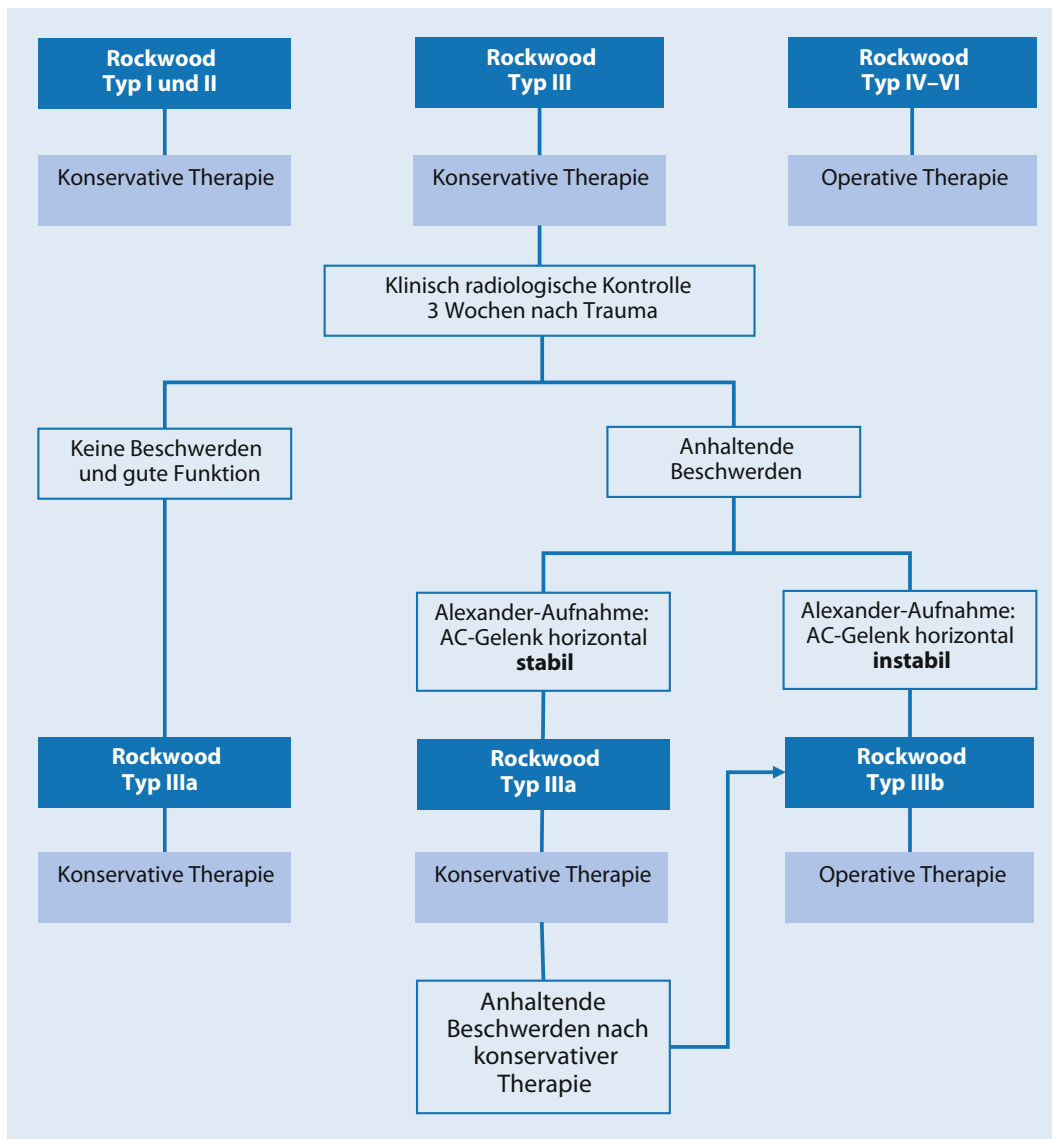 Rockwood
Typ I und II
Rockwood
Typ III
Rockwood
Typ IV–VI
Konservative Therapie
Konservative Therapie
Operative Therapie
Klinisch radiologische Kontrolle
3 Wochen nach Trauma
Keine Beschwerden
und gute Funktion
Anhaltende
Beschwerden
Alexander-Aufnahme:
AC-Gelenk horizontal
stabil
Alexander-Aufnahme:
AC-Gelenk horizontal
instabil
Rockwood
Typ IIIa
Rockwood
Typ IIIa
Rockwood
Typ IIIb
Konservative Therapie
Konservative Therapie
Operative Therapie
Anhaltende
Beschwerden nach
konservativer
Therapie